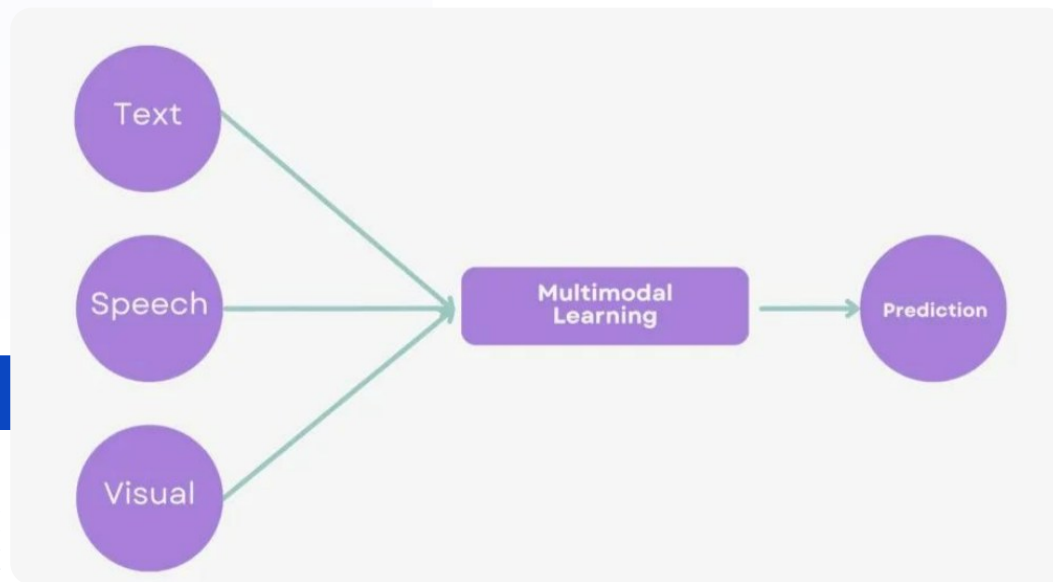 Text
Speech
Visual
Multimodal
Learning
Prediction